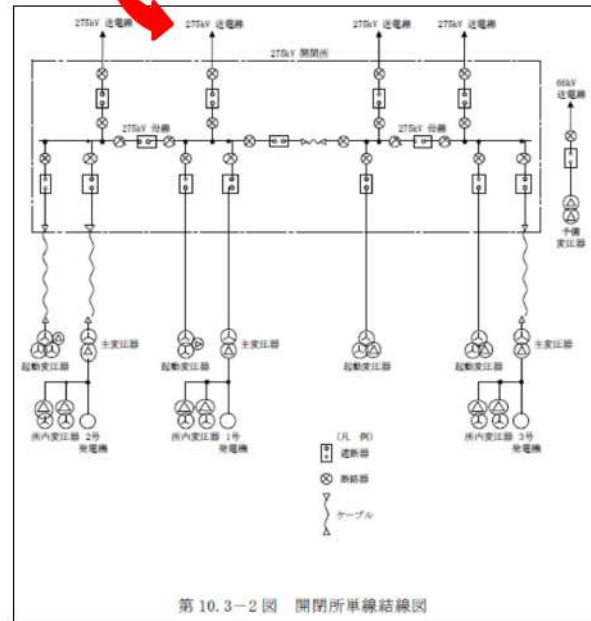 275kV 送電線
275kV 送電線
275kV 送電線
275kV 送電線
275kV 開閉所
66kV
送電線
275kV 母線
275kV 母線
予備
変圧器
主変圧器
主変圧器
主変圧器
起動変圧器
起動変圧器
起動変圧器
起動変圧器
所内変圧器 2号
発電機
所内変圧器 1号
発電機
所内変圧器 3号
発電機
(凡 例)
遮断器
断路器
ケーブル
第 10.3-2 図 開閉所単線結線図